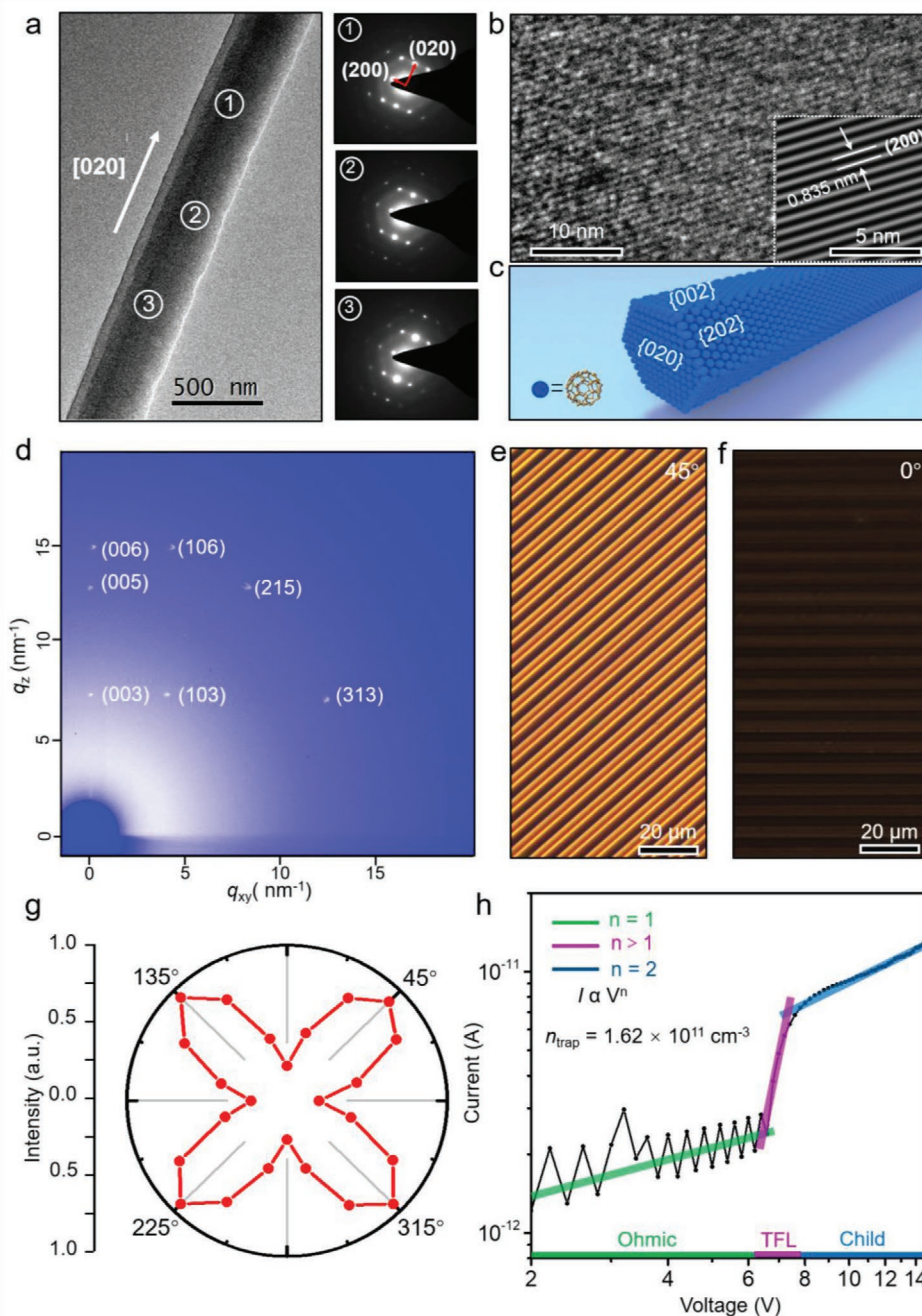 a
[020]
①
②
③
500 nm
①
(020)
(200)
②
③
b
(200
0.835 nm
10 nm
5 nm
c
{002}
{202}
{020}
=
d
15
10
5
0
qz (nm-1)
(006)
(106)
(005)
(215)
(003)
(103)
(313)
0
5
10
15
qxy( nm-1)
e
45°
20 µm
f
0°
20 µm
g
1.0
0.5
0.0
0.5
1.0
Intensity (a.u.)
135°
45°
225°
315°
h
n = 1
n > 1
n = 2
I α Vn
ntrap = 1.62 × 1011 cm-3
10-11
10-12
Current (A)
Ohmic
TFL
Child
2
4
6
8
10
12
14
Voltage (V)